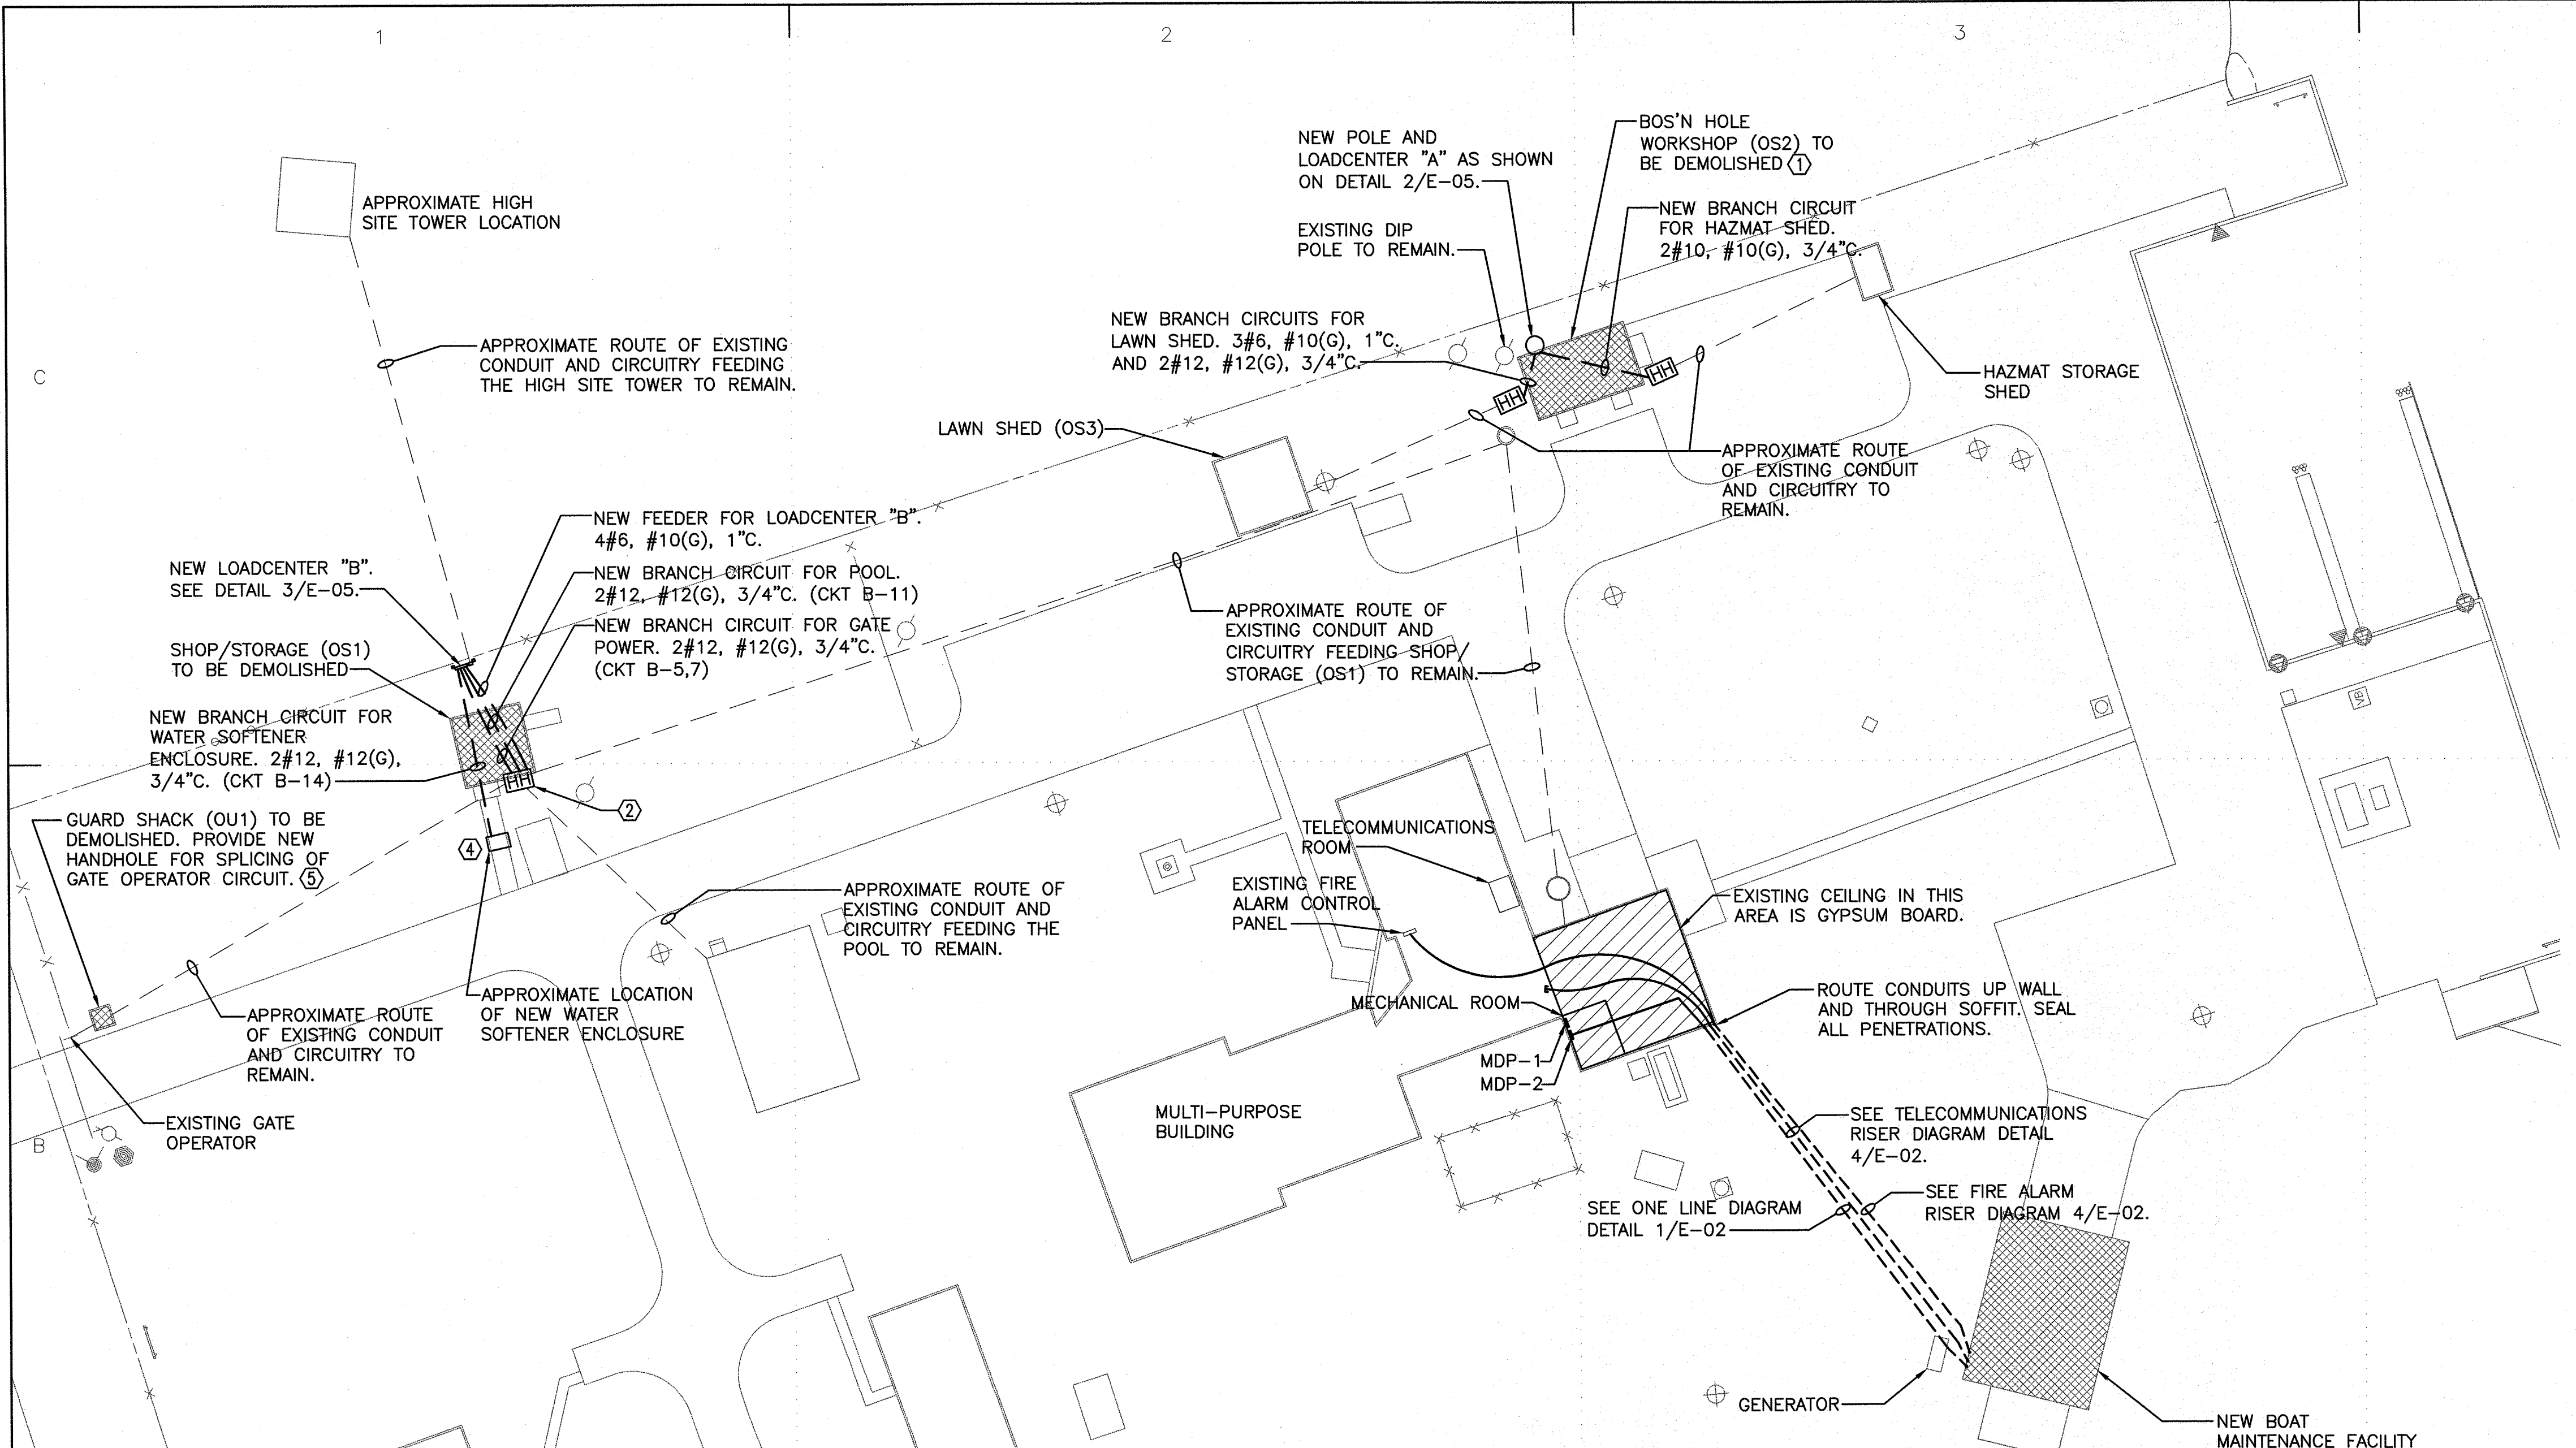 1
2
3
NEW POLE AND
LOADCENTER "A" AS SHOWN
ON DETAIL 2/E-05.
BOS'N HOLE
WORKSHOP (OS2) TO
BE DEMOLISHED 1
APPROXIMATE HIGH
SITE TOWER LOCATION
EXISTING DIP
POLE TO REMAIN.
NEW BRANCH CIRCUIT
FOR HAZMAT SHED.
2#10, #10(G), 3/4"C.
NEW BRANCH CIRCUITS FOR
LAWN SHED. 3#6, #10(G), 1"C.
AND 2#12, #12(G), 3/4"C.
APPROXIMATE ROUTE OF EXISTING
CONDUIT AND CIRCUITRY FEEDING
THE HIGH SITE TOWER TO REMAIN.
C
HH
HH
HAZMAT STORAGE
SHED
LAWN SHED (OS3)
APPROXIMATE ROUTE
OF EXISTING CONDUIT
AND CIRCUITRY TO
REMAIN.
NEW FEEDER FOR LOADCENTER "B".
4#6, #10(G), 1"C.
NEW LOADCENTER "B".
SEE DETAIL 3/E-05.
NEW BRANCH CIRCUIT FOR POOL.
2#12, #12(G), 3/4"C. (CKT B-11)
NEW BRANCH CIRCUIT FOR GATE
POWER. 2#12, #12(G), 3/4"C.
(CKT B-5,7)
APPROXIMATE ROUTE OF
EXISTING CONDUIT AND
CIRCUITRY FEEDING SHOP/
STORAGE (OS1) TO REMAIN.
SHOP/STORAGE (OS1)
TO BE DEMOLISHED
NEW BRANCH CIRCUIT FOR
WATER SOFTENER
ENCLOSURE. 2#12, #12(G),
3/4"C. (CKT B-14)
VB
HH
2
GUARD SHACK (OU1) TO BE
DEMOLISHED. PROVIDE NEW
HANDHOLE FOR SPLICING OF
GATE OPERATOR CIRCUIT. 5
4
TELECOMMUNICATIONS
ROOM
EXISTING FIRE
ALARM CONTROL
PANEL
APPROXIMATE ROUTE OF
EXISTING CONDUIT AND
CIRCUITRY FEEDING THE
POOL TO REMAIN.
EXISTING CEILING IN THIS
AREA IS GYPSUM BOARD.
APPROXIMATE LOCATION
OF NEW WATER
SOFTENER ENCLOSURE
APPROXIMATE ROUTE
OF EXISTING CONDUIT
AND CIRCUITRY TO
REMAIN.
MECHANICAL ROOM
ROUTE CONDUITS UP WALL
AND THROUGH SOFFIT. SEAL
ALL PENETRATIONS.
MDP-1
MDP-2
EXISTING GATE
OPERATOR
B
MULTI-PURPOSE
BUILDING
SEE TELECOMMUNICATIONS
RISER DIAGRAM DETAIL
4/E-02.
SEE ONE LINE DIAGRAM
DETAIL 1/E-02
SEE FIRE ALARM
RISER DIAGRAM 4/E-02.
GENERATOR
NEW BOAT
MAINTENANCE FACILITY